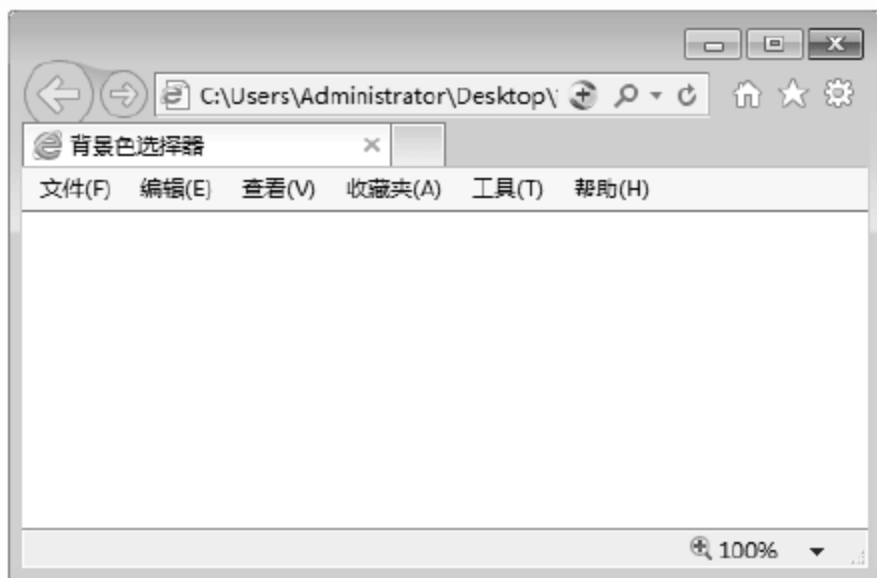 C:\Users\Administrator\Desktop\
背景色选择器
文件(F) 编辑(E) 查看(V) 收藏夹(A) 工具(T) 帮助(H)
100%